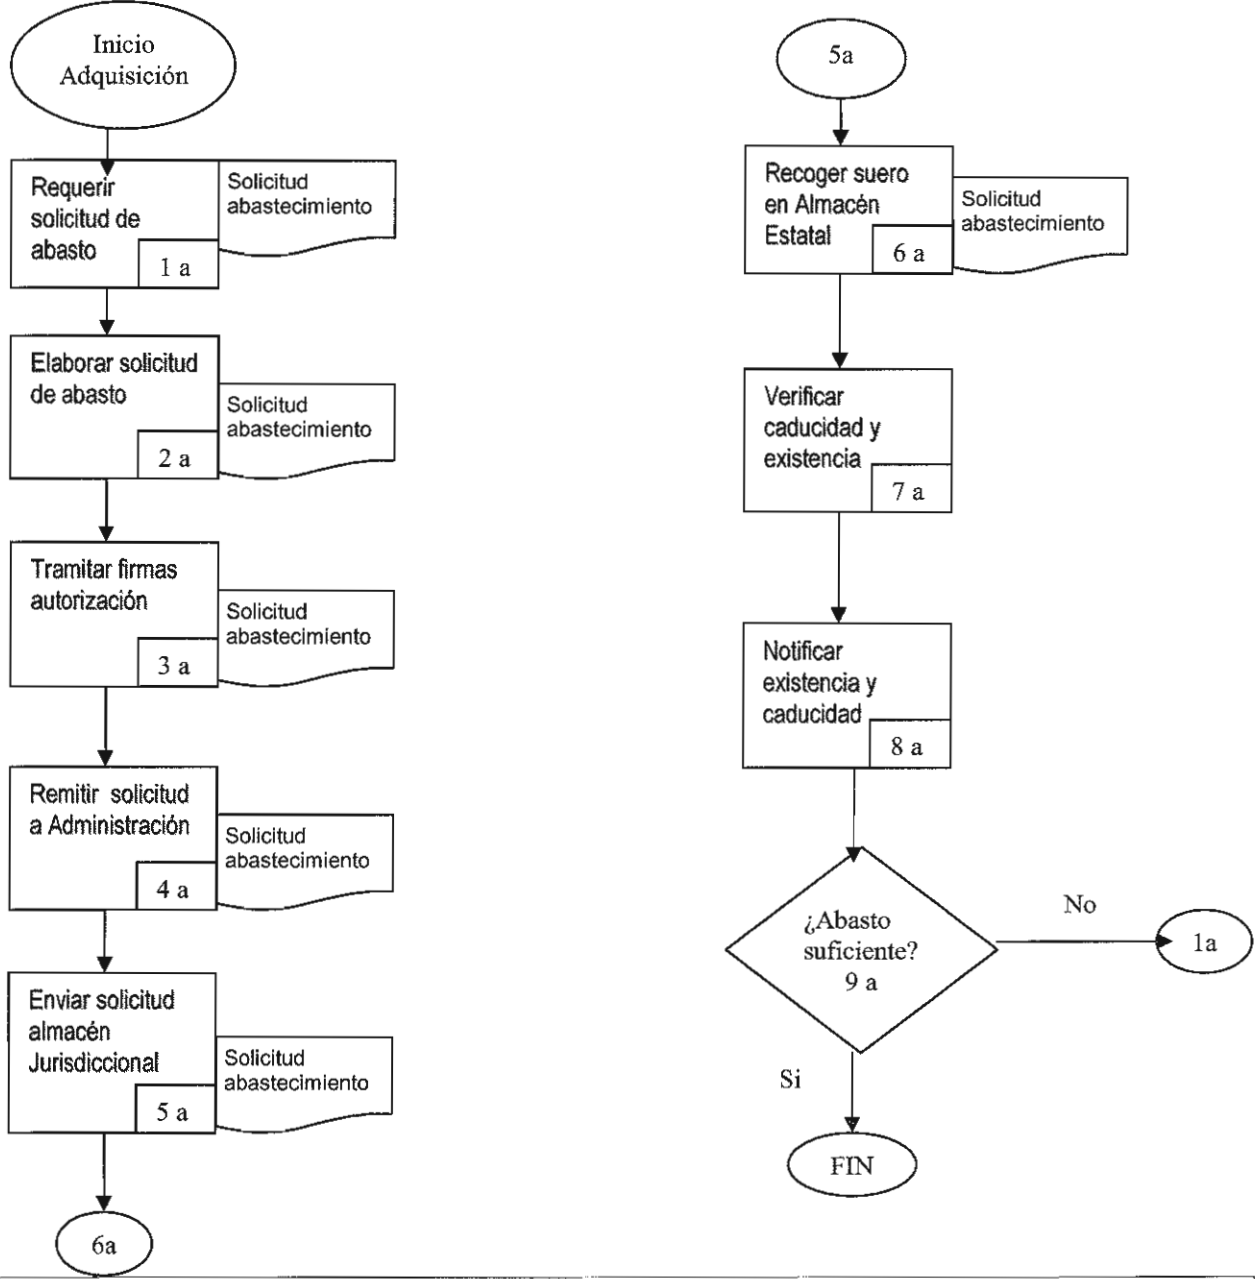 Inicio
Adquisición
Requerir
solicitud de
abasto
1 a
Solicitud
abastecimiento
Elaborar solicitud
de abasto
2 a
Solicitud
abastecimiento
Tramitar firmas
autorización
3 a
Solicitud
abastecimiento
Remitir solicitud
a Administración
4 a
Solicitud
abastecimiento
Enviar solicitud
almacén
Jurisdiccional
5 a
Solicitud
abastecimiento
6a
5a
Recoger suero
en Almacén
Estatal
6 a
Solicitud
abastecimiento
Verificar
caducidad y
existencia
7 a
Notificar
existencia y
caducidad
8 a
¿Abasto
suficiente?
9 a
No
1a
Si
FIN